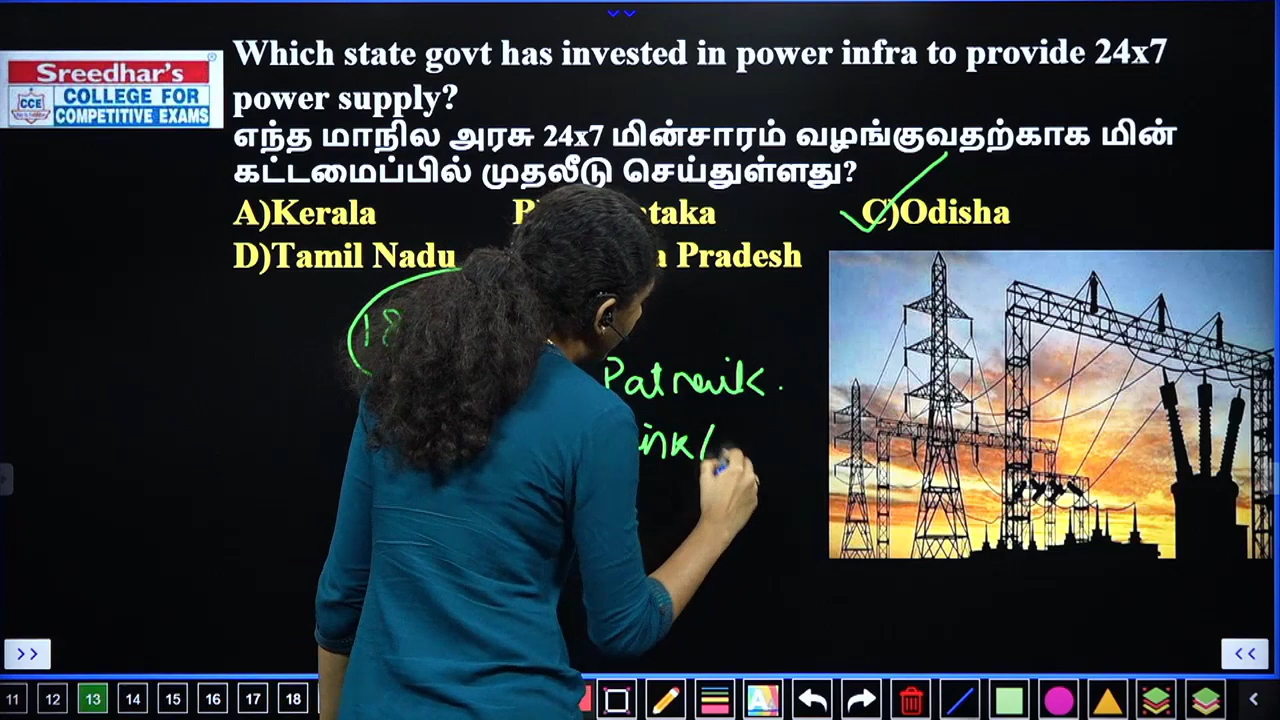 Sreedhar's
CCE
COLLEGE FOR
COMPETITIVE EXAMS
Which state govt has invested in power infra to provide 24x7
power supply?
எந்த மாநில அரசு 24x7 மின்சாரம் வழங்குவதற்காக மின்
கட்டமைப்பில் முதலீடு செய்துள்ளது?
A)Kerala C)Odisha
D)Tamil Nadu Pradesh
18
Patnaik.
>> <<
11 12 13 14 15 16 17 18